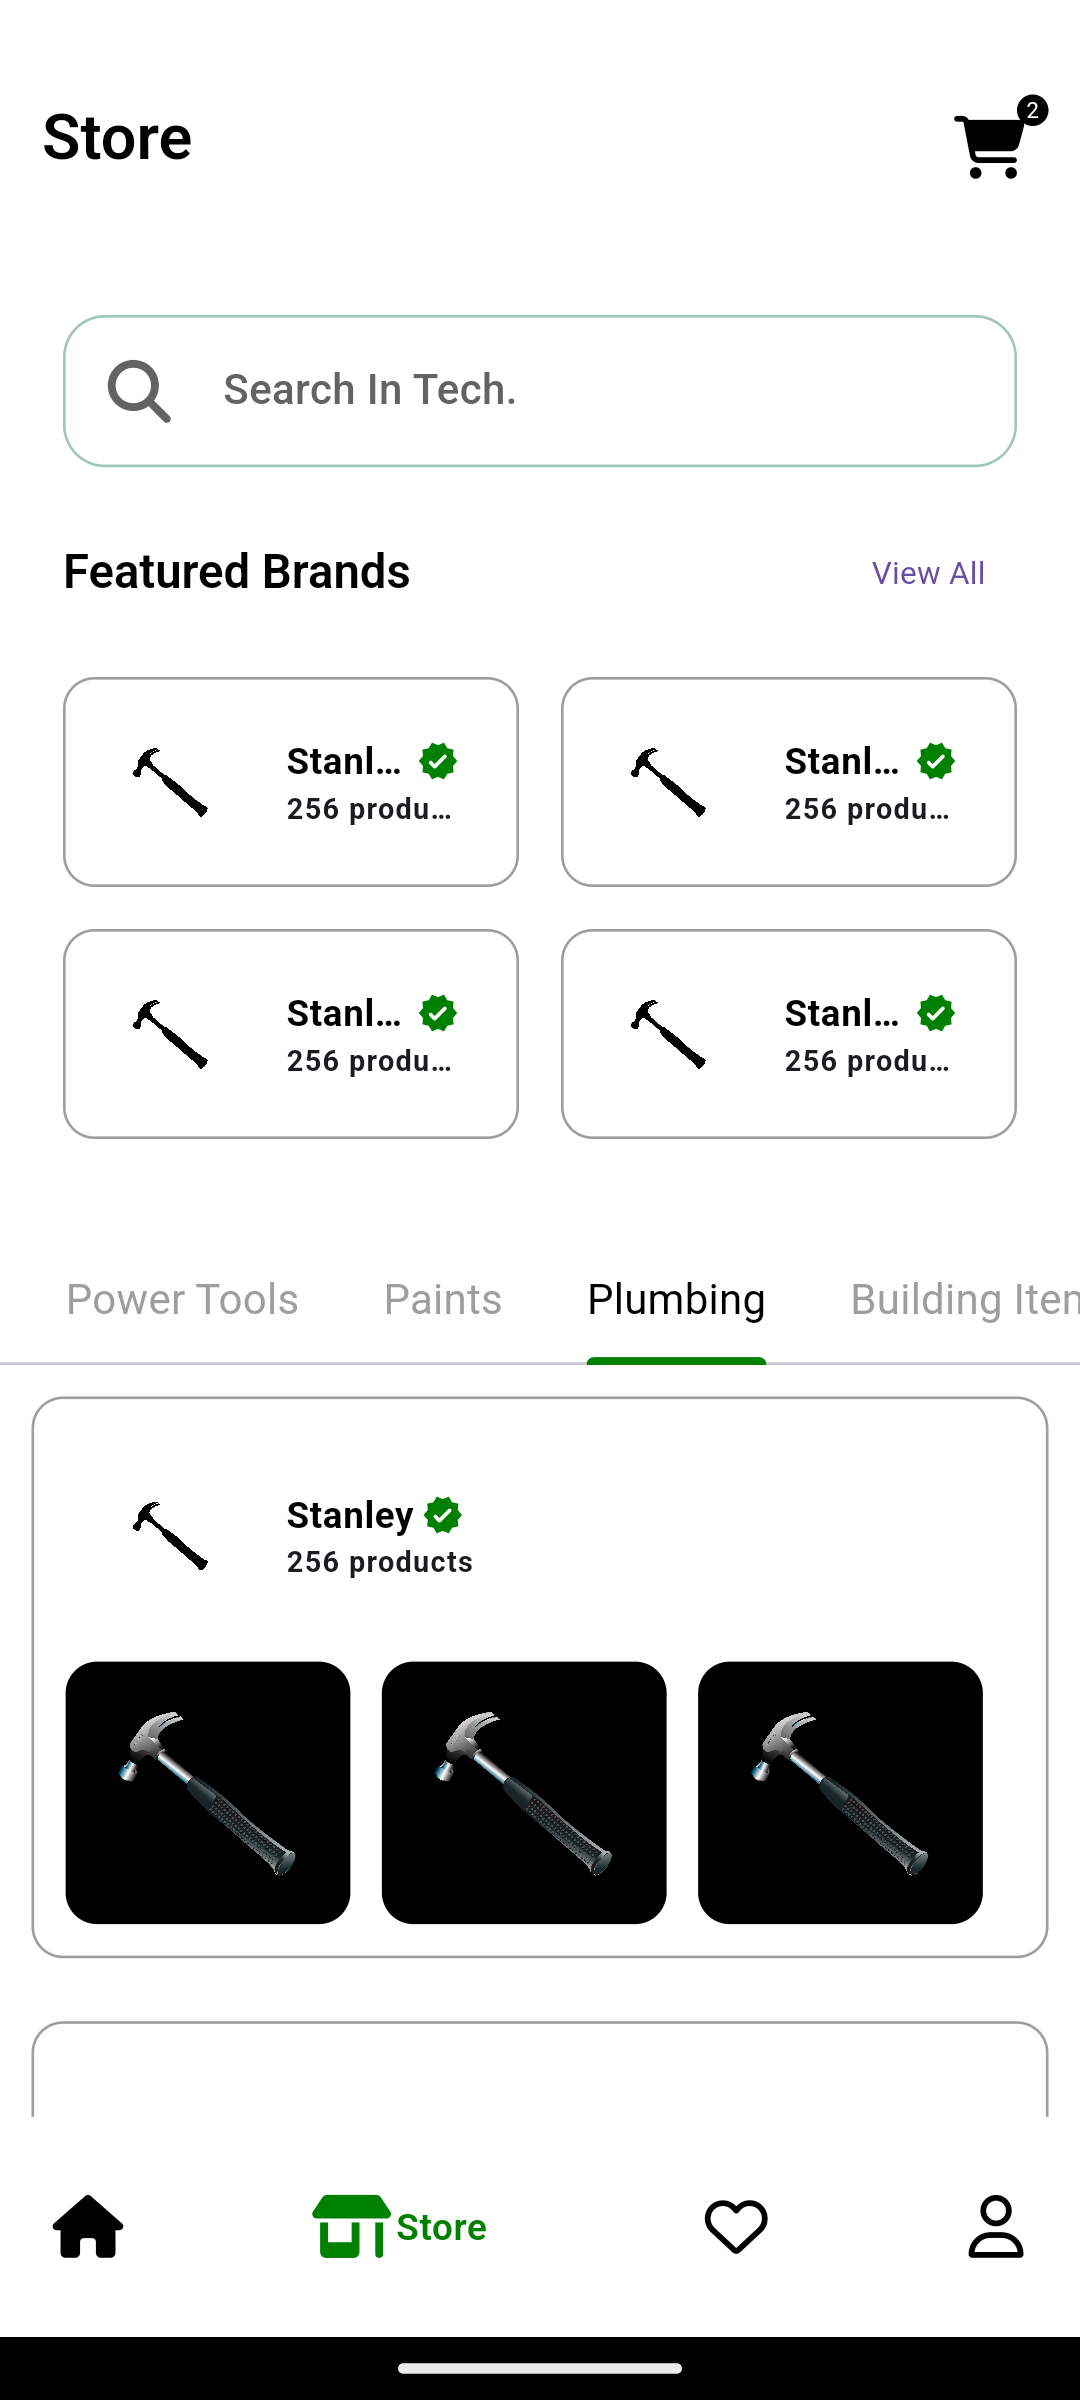 Store
2
Search In Tech.
Featured Brands
View All
Stanl...
256 produ...
Stanl...
256 produ...
Stanl...
256 produ...
Stanl...
256 produ...
Power Tools
Paints
Plumbing
Building Iten
Stanley
256 products
Store